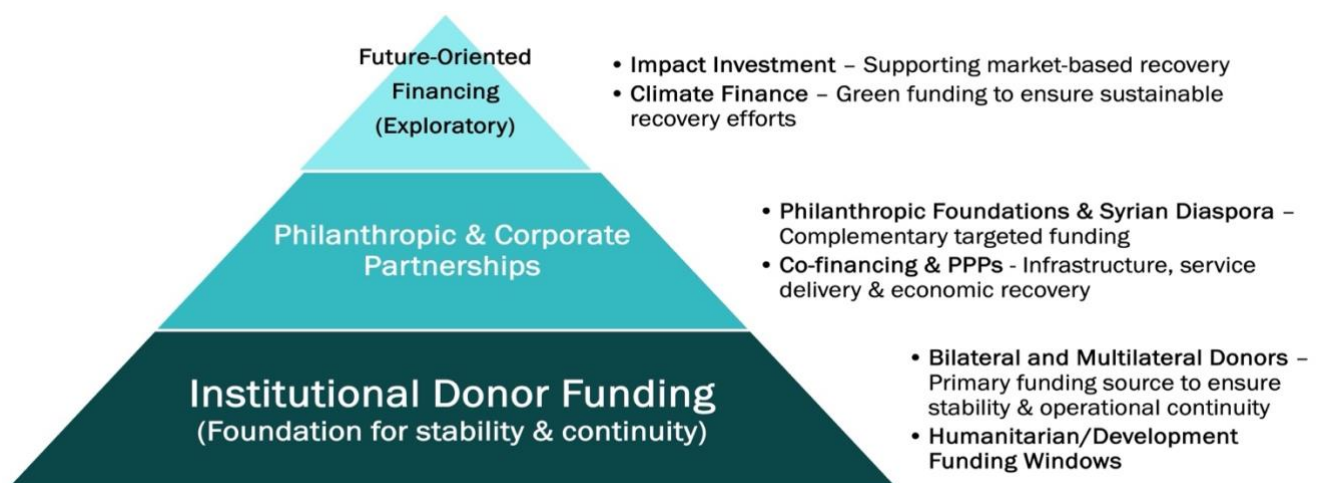 Future-Oriented
Financing
(Exploratory)
• Impact Investment – Supporting market-based recovery
• Climate Finance – Green funding to ensure sustainable
recovery efforts
Philanthropic & Corporate
Partnerships
• Philanthropic Foundations & Syrian Diaspora –
Complementary targeted funding
• Co-financing & PPPs - Infrastructure, service
delivery & economic recovery
Institutional Donor Funding
(Foundation for stability & continuity)
• Bilateral and Multilateral Donors –
Primary funding source to ensure
stability & operational continuity
• Humanitarian/Development
Funding Windows